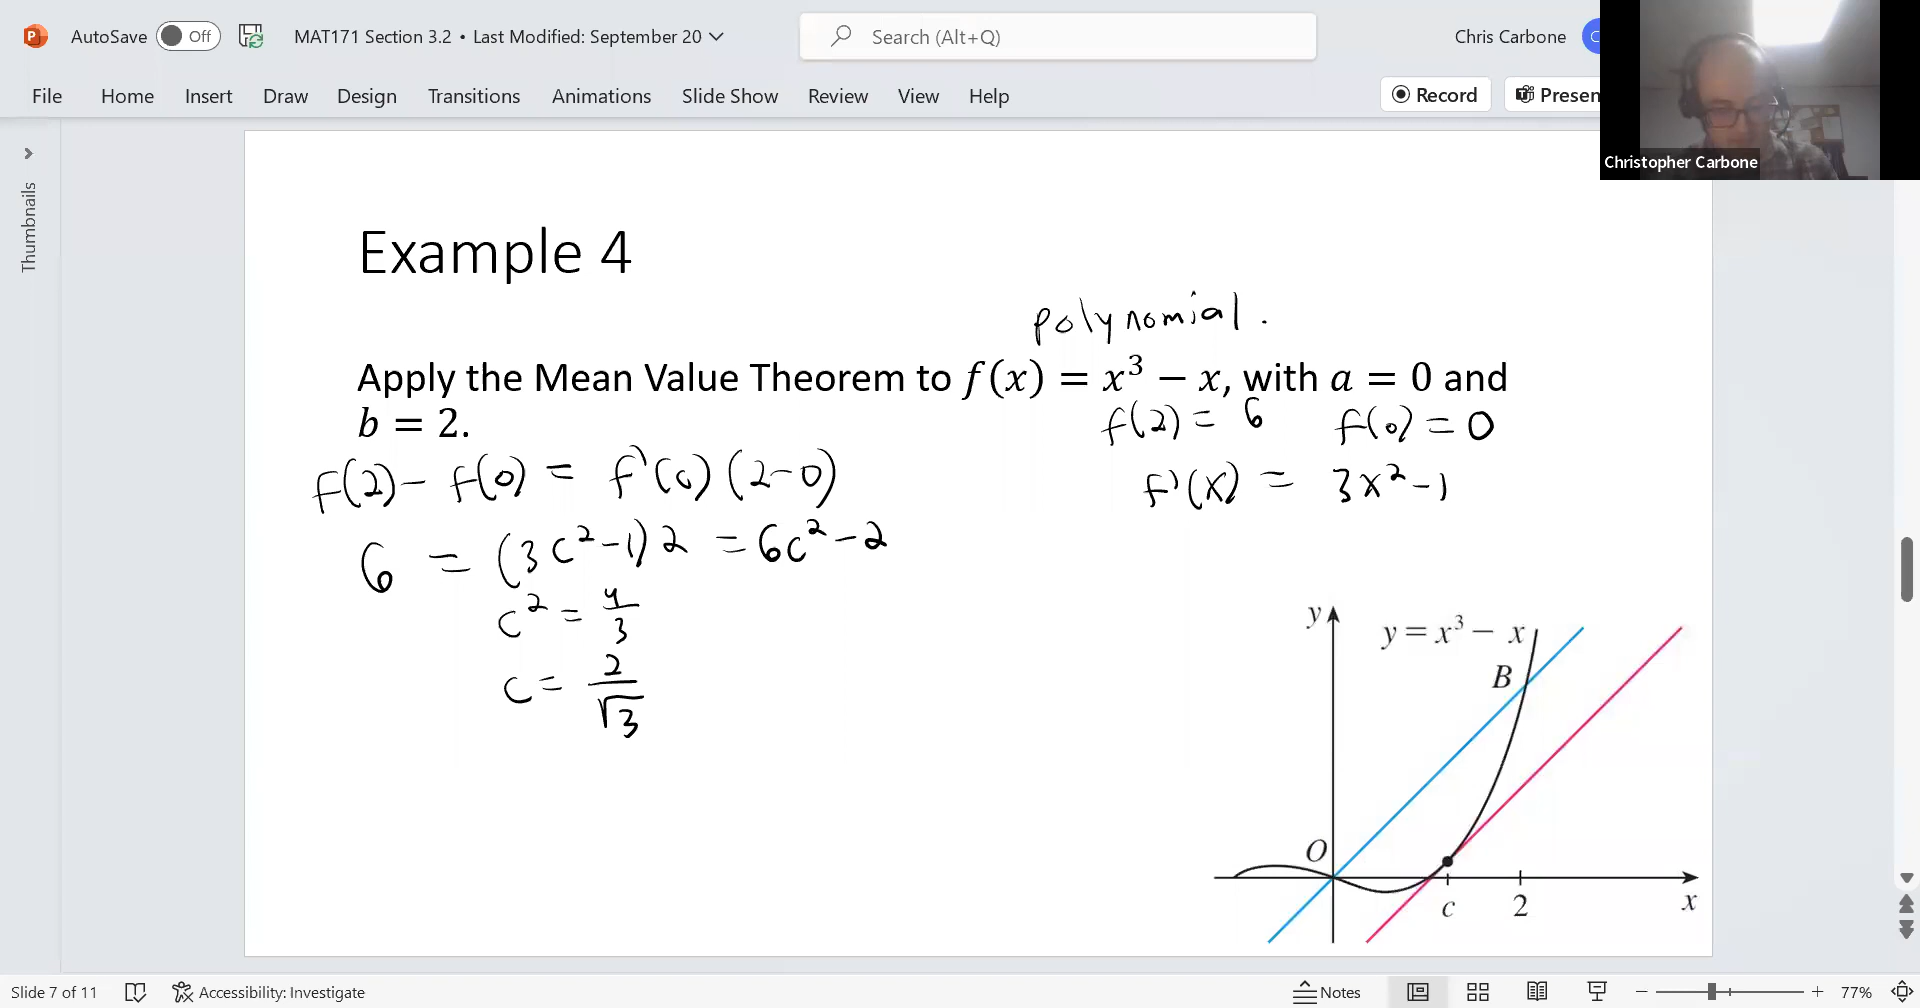 AutoSave Off MAT171 Section 3.2 • Last Modified: September 20 Search (Alt+Q) Chris Carbone
File Home Insert Draw Design Transitions Animations Slide Show Review View Help Record Presen
Christopher Carbone
Thumbnails
Example 4
polynomial.
Apply the Mean Value Theorem to f(x) = x³ − x, with a = 0 and
b = 2.
f(2) = 6 f(0) = 0
f(2) - f(0) = f'(c) (2-0)
f'(x) = 3x² - 1
6 = (3c² - 1) 2 = 6c² - 2
c² = 4/3
c = 2/√3
y
y = x³ − x
B
O
c 2 x
Slide 7 of 11 Accessibility: Investigate Notes 77%